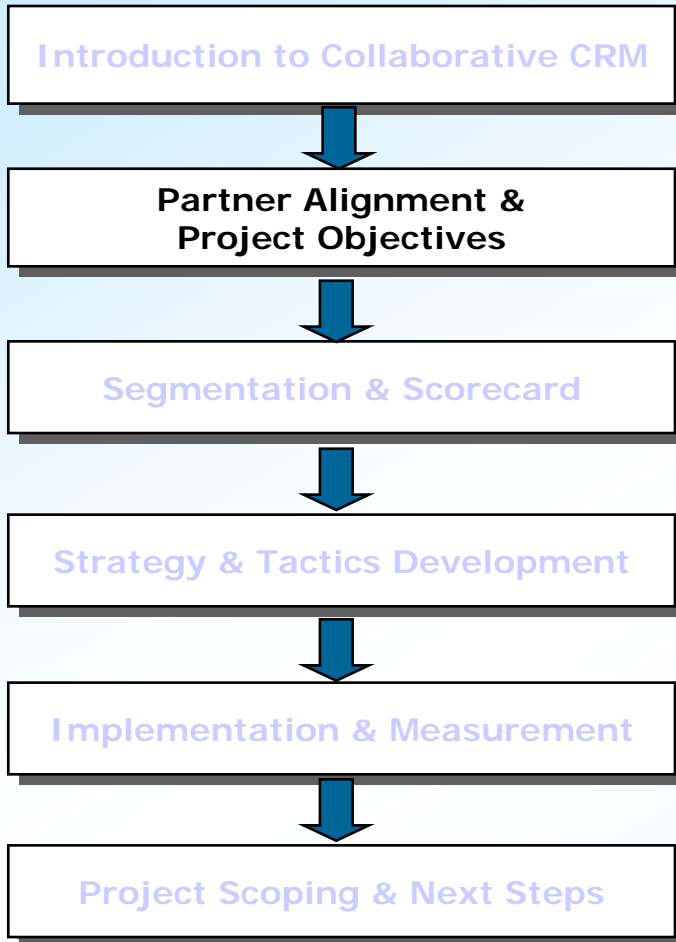 Introduction to Collaborative CRM
Partner Alignment &
Project Objectives
Segmentation & Scorecard
Strategy & Tactics Development
Implementation & Measurement
Project Scoping & Next Steps